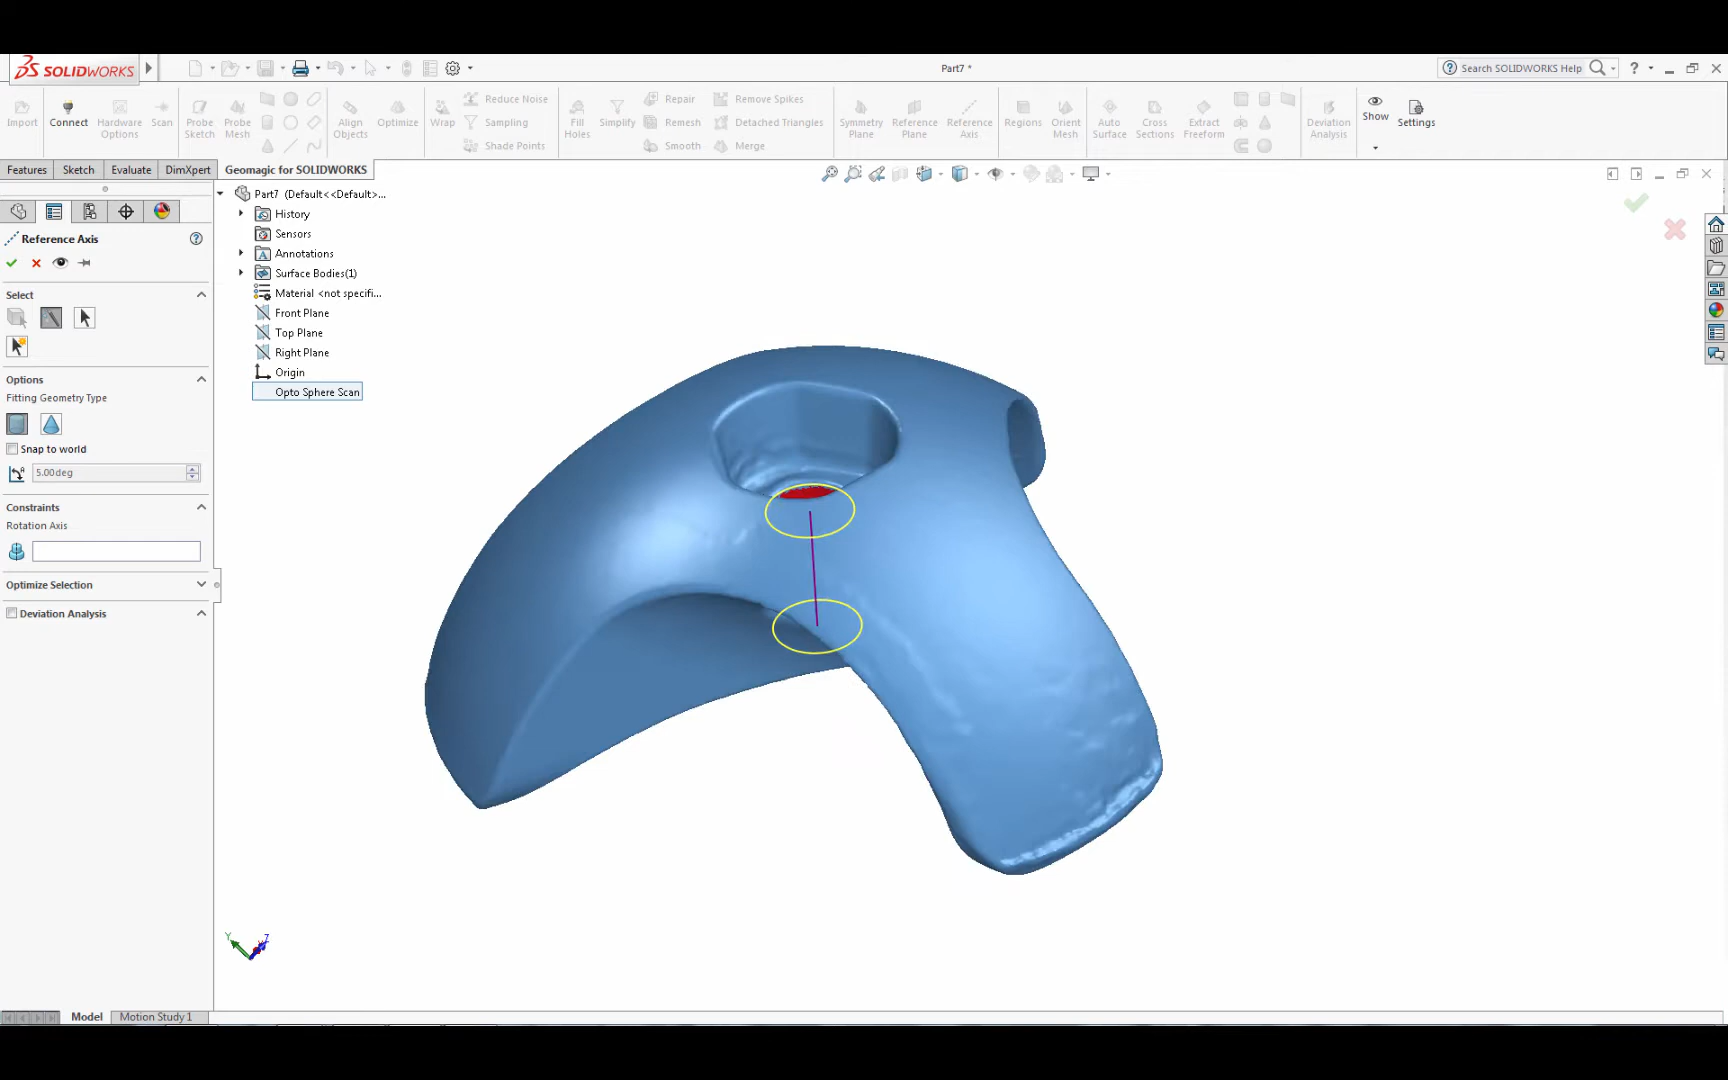 SOLIDWORKS
Part7 *
Search SOLIDWORKS Help
?
Import
Connect
Hardware
Options
Scan
Probe
Sketch
Probe
Mesh
Align
Objects
Optimize
Wrap
Reduce Noise
Sampling
Shade Points
Fill
Holes
Simplify
Repair
Remesh
Smooth
Remove Spikes
Detached Triangles
Merge
Symmetry
Plane
Reference
Plane
Reference
Axis
Regions
Orient
Mesh
Auto
Surface
Cross
Sections
Extract
Freeform
Deviation
Analysis
Show
Settings
Features
Sketch
Evaluate
DimXpert
Geomagic for SOLIDWORKS
Reference Axis
Select
Options
Fitting Geometry Type
Snap to world
5.00deg
Constraints
Rotation Axis
Optimize Selection
Deviation Analysis
Part7 (Default<<Default>...
History
Sensors
Annotations
Surface Bodies(1)
Material <not specifi...
Front Plane
Top Plane
Right Plane
Origin
Opto Sphere Scan
Y
Z
Model
Motion Study 1